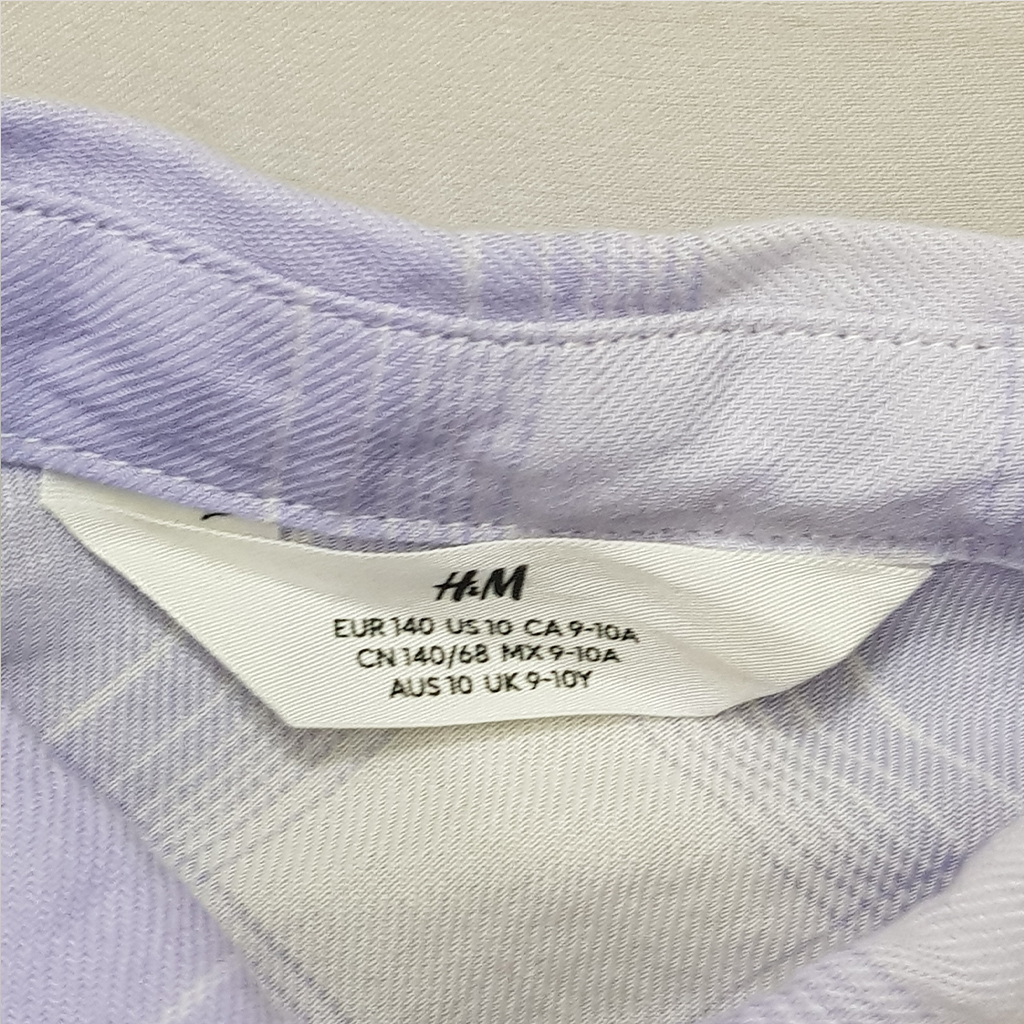 H&M
EUR 140 US 10 CA 9-10A
CN 140/68 MX 9-10A
AUS 10 UK 9-10Y